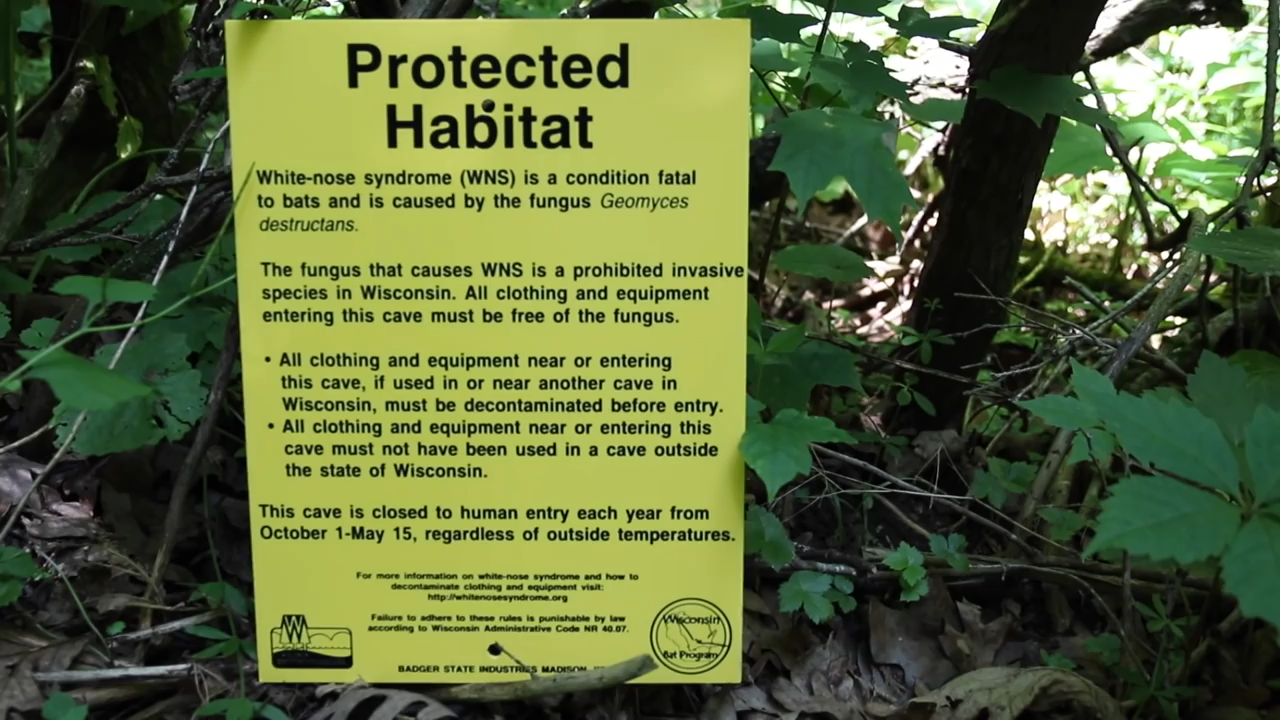 Protected
Habitat
White-nose syndrome (WNS) is a condition fatal
to bats and is caused by the fungus Geomyces
destructans.
The fungus that causes WNS is a prohibited invasive
species in Wisconsin. All clothing and equipment
entering this cave must be free of the fungus.
• All clothing and equipment near or entering
this cave, if used in or near another cave in
Wisconsin, must be decontaminated before entry.
• All clothing and equipment near or entering this
cave must not have been used in a cave outside
the state of Wisconsin.
This cave is closed to human entry each year from
October 1-May 15, regardless of outside temperatures.
For more information on white-nose syndrome and how to
decontaminate clothing and equipment visit:
http://whitenosesyndrome.org
Failure to adhere to these rules is punishable by law
according to Wisconsin Administrative Code NR 40.07.
W
Wisconsin
Bat Program
BADGER STATE INDUSTRIES MADISON,